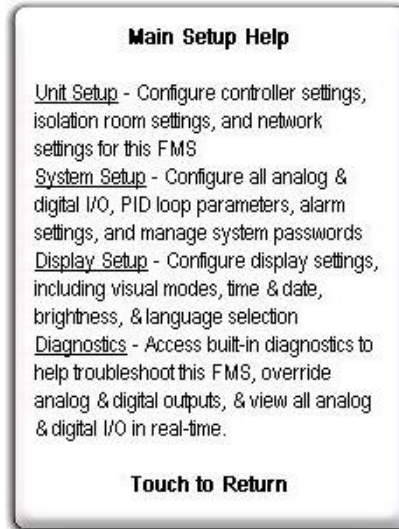 Main Setup Help
Unit Setup - Configure controller settings,
isolation room settings, and network
settings for this FMS
System Setup - Configure all analog &
digital I/O, PID loop parameters, alarm
settings, and manage system passwords
Display Setup - Configure display settings,
including visual modes, time & date,
brightness, & language selection
Diagnostics - Access built-in diagnostics to
help troubleshoot this FMS, override
analog & digital outputs, & view all analog
& digital I/O in real-time.
Touch to Return